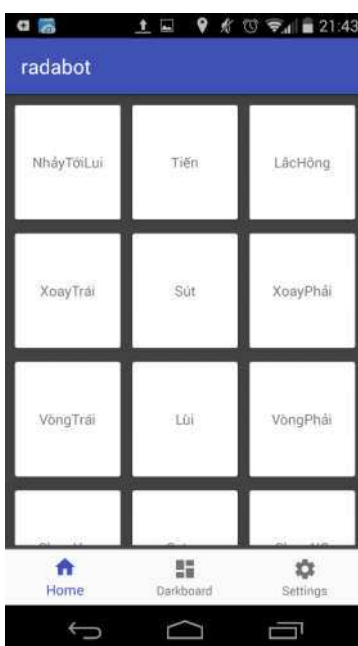 21:43
radabot
NhảyTớiLui
Tiến
LắcHông
XoayTrái
Sút
XoayPhải
VòngTrái
Lùi
VòngPhải
Home
Darkboard
Settings